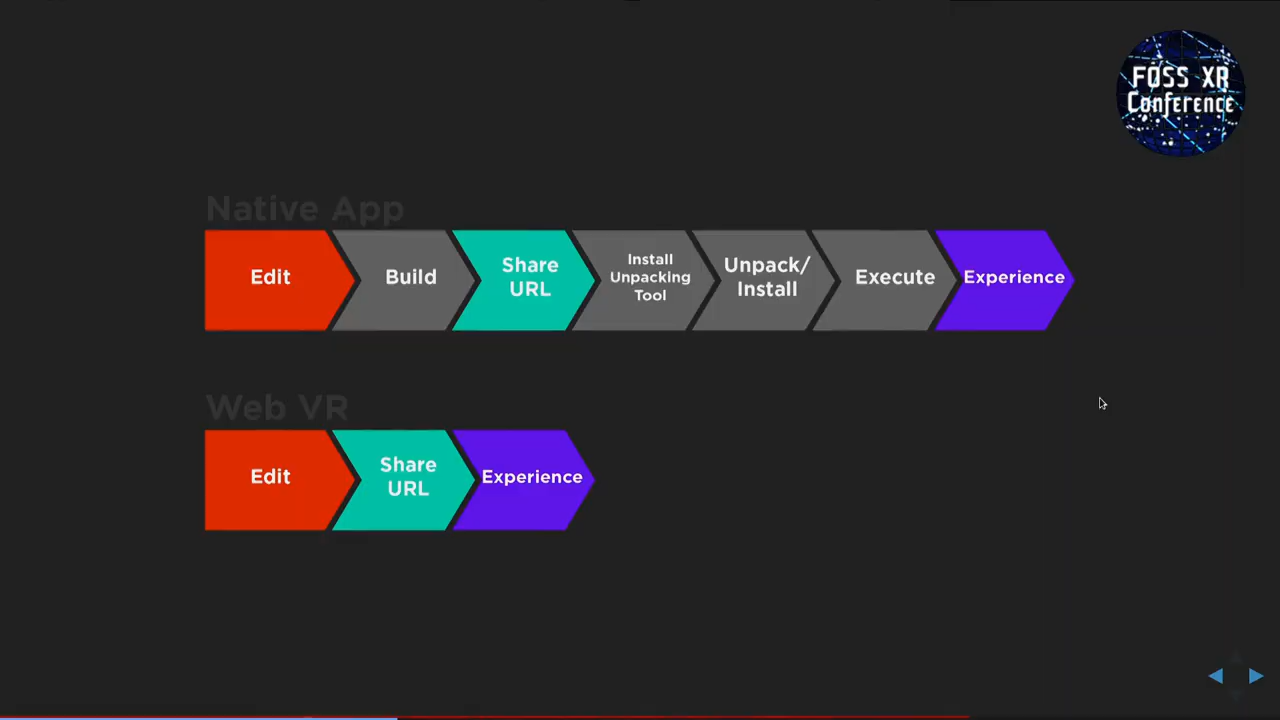 FOSS XR
Conference
Native App
Edit
Build
Share
URL
Install
Unpacking
Tool
Unpack/
Install
Execute
Experience
Web VR
Edit
Share
URL
Experience